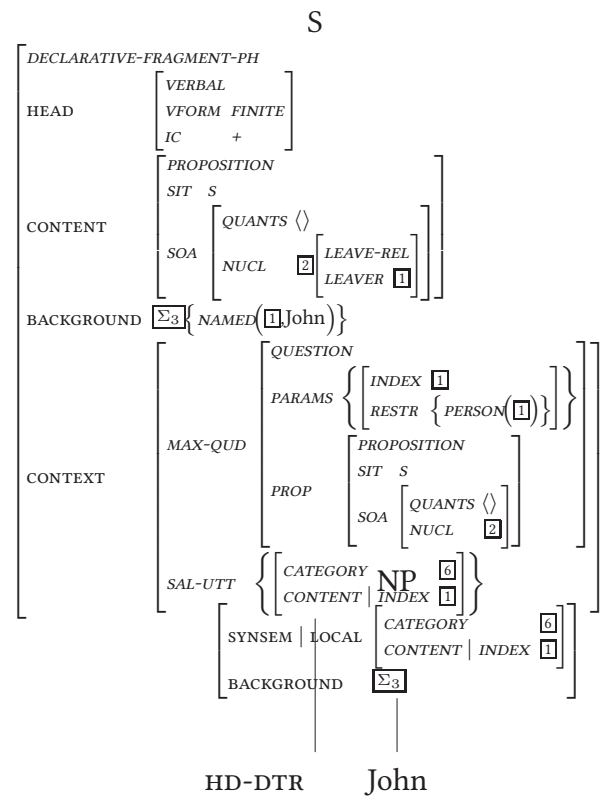 S
DECLARATIVE-FRAGMENT-PH
VERBAL
HEAD VFORM FINITE
IC +
PROPOSITION
SIT S
CONTENT
QUANTS ⟨⟩
SOA
NUCL 2 LEAVE-REL
LEAVER 1
BACKGROUND Σ3 { NAMED(1,John) }
QUESTION
PARAMS { INDEX 1
RESTR { PERSON(1) } }
MAX-QUD
PROPOSITION
SIT S
CONTEXT
PROP
SOA QUANTS ⟨⟩
NUCL 2
SAL-UTT { CATEGORY 6
CONTENT | INDEX 1 }
NP
SYNSEM | LOCAL CATEGORY 6
CONTENT | INDEX 1
BACKGROUND Σ3
HD-DTR John